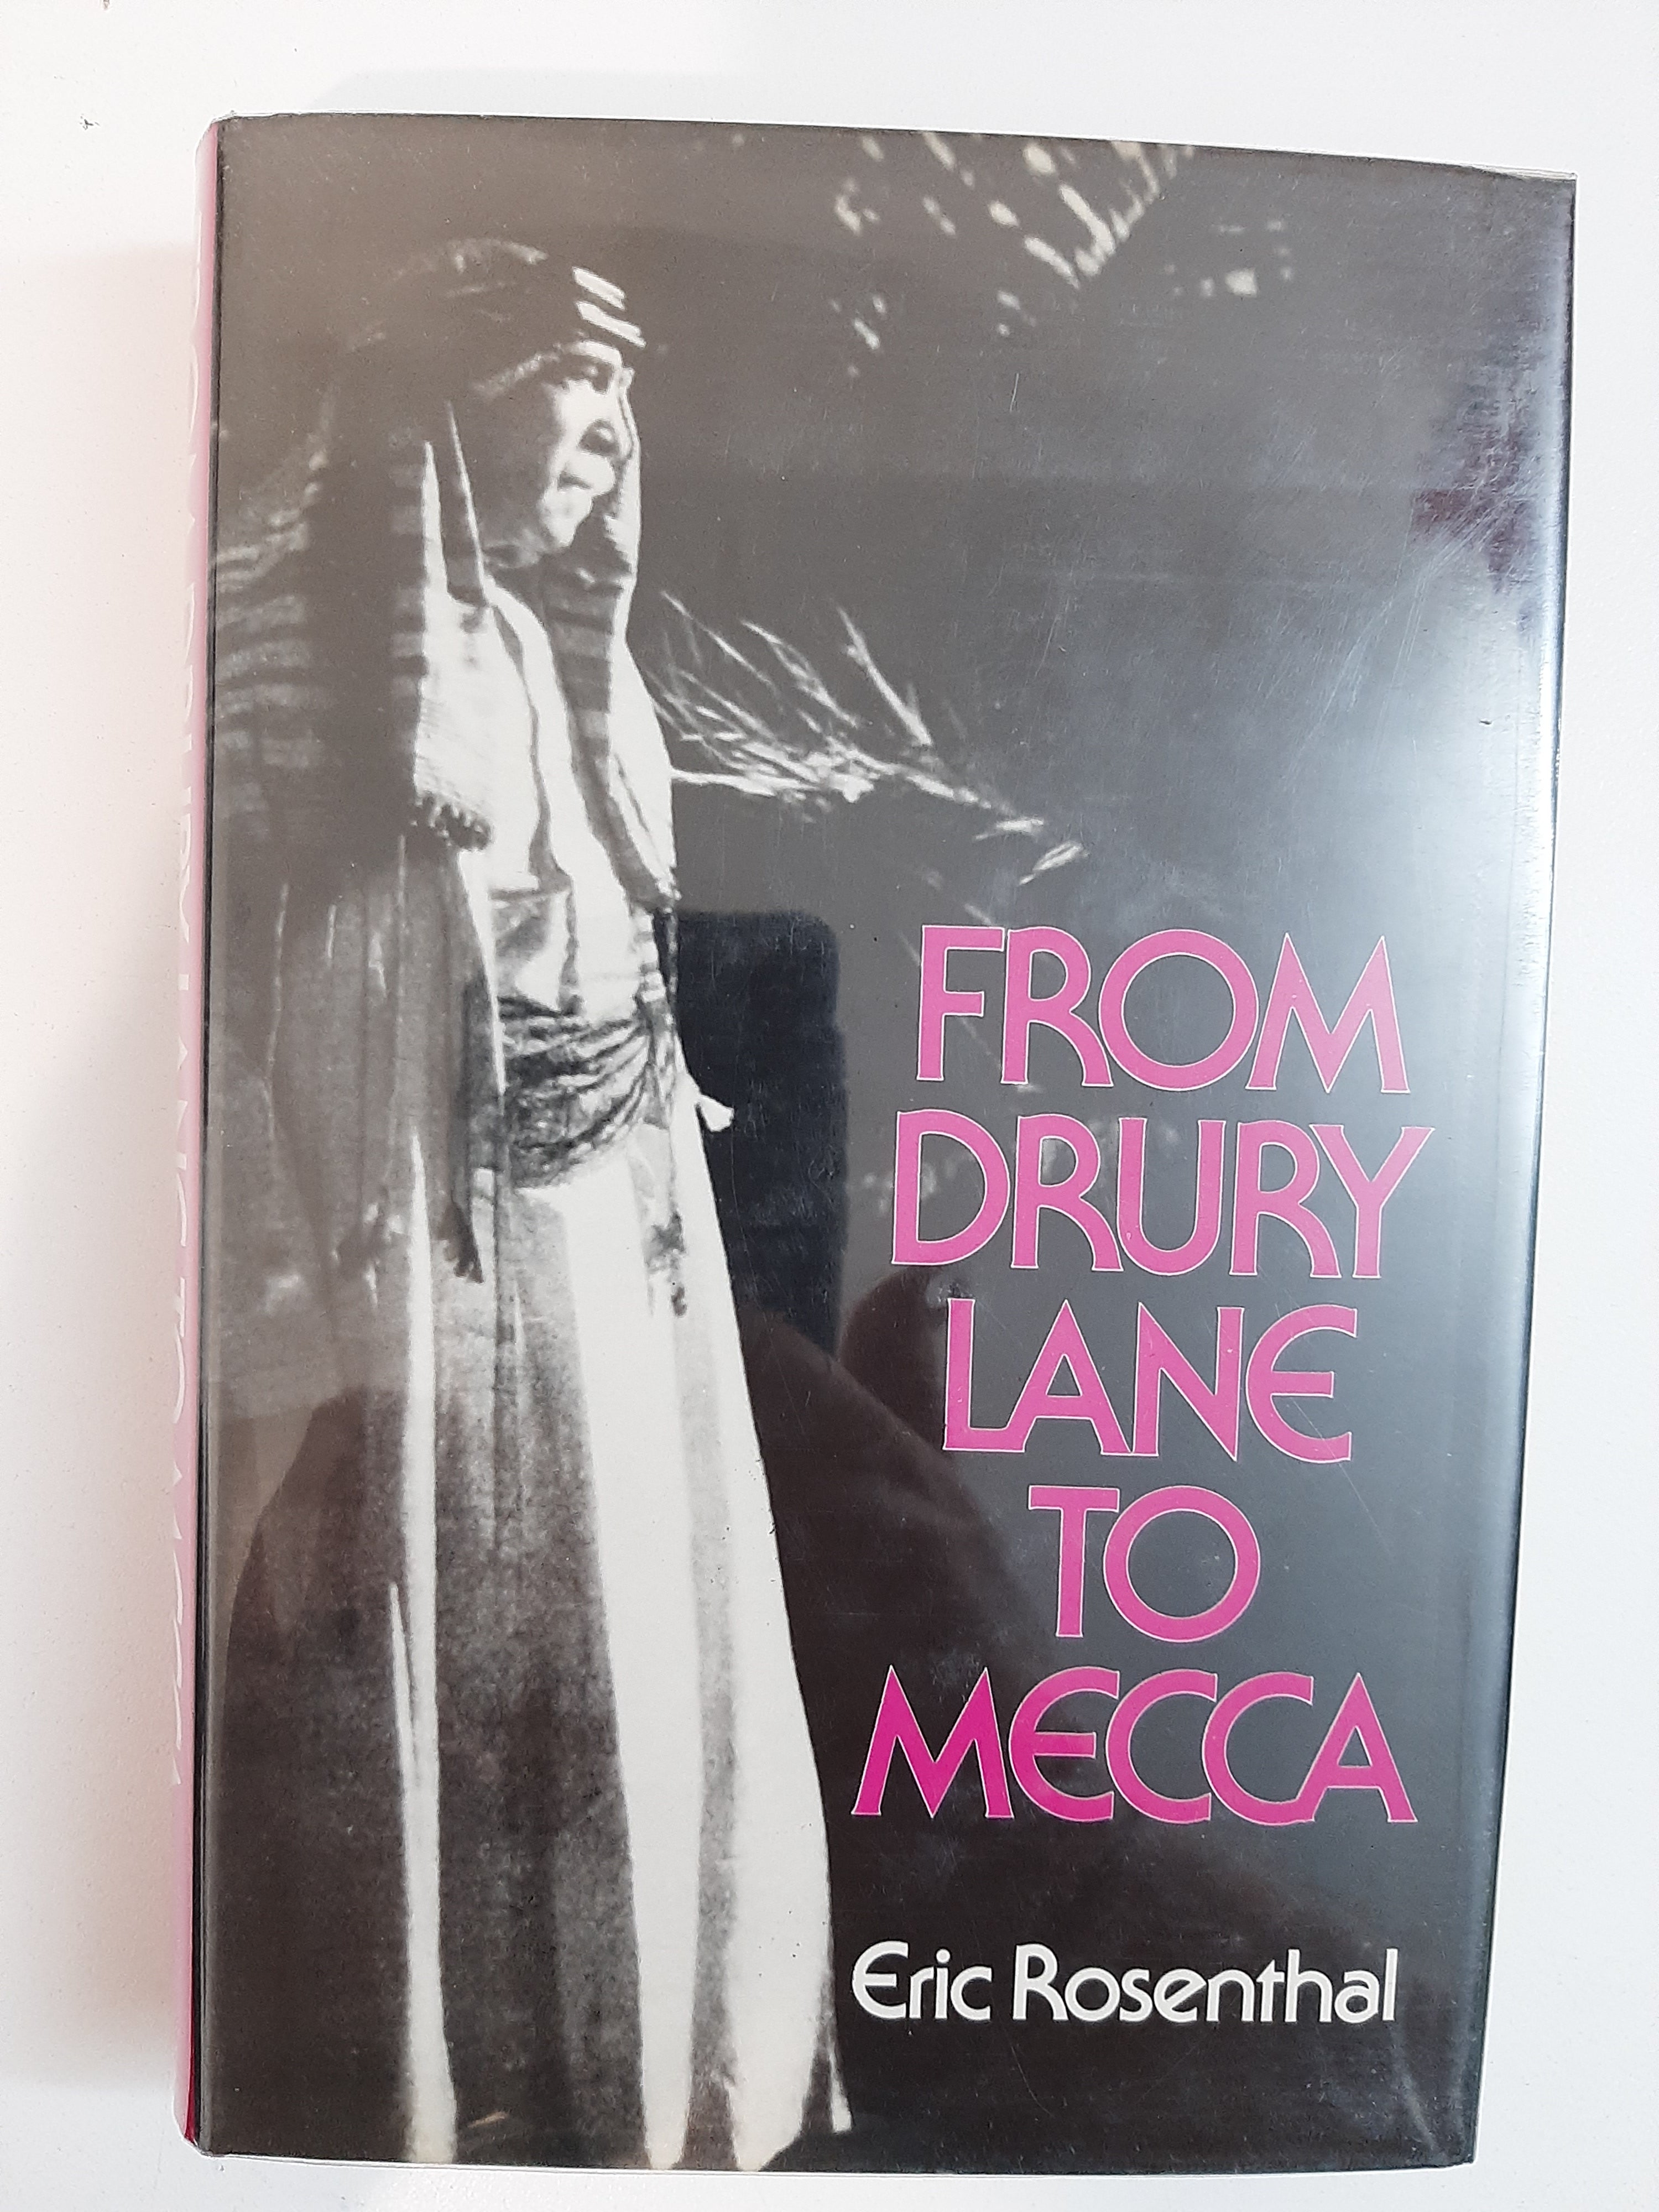 FROM
DRURY
LANE
TO
MECCA
Eric Rosenthal